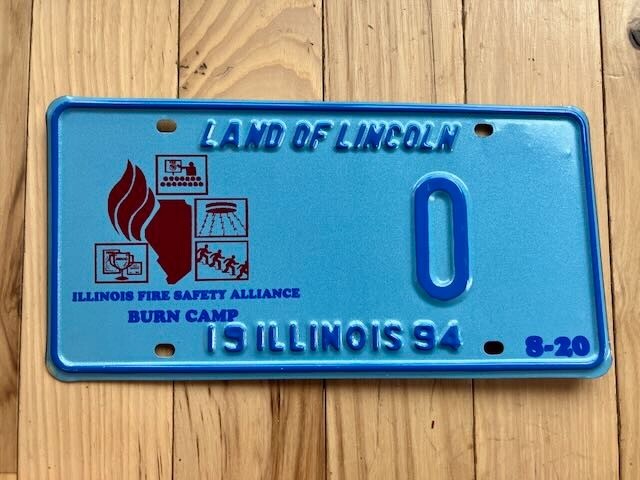 LAND OF LINCOLN
0
ILLINOIS FIRE SAFETY ALLIANCE
BURN CAMP
19 ILLINOIS 94
8-20